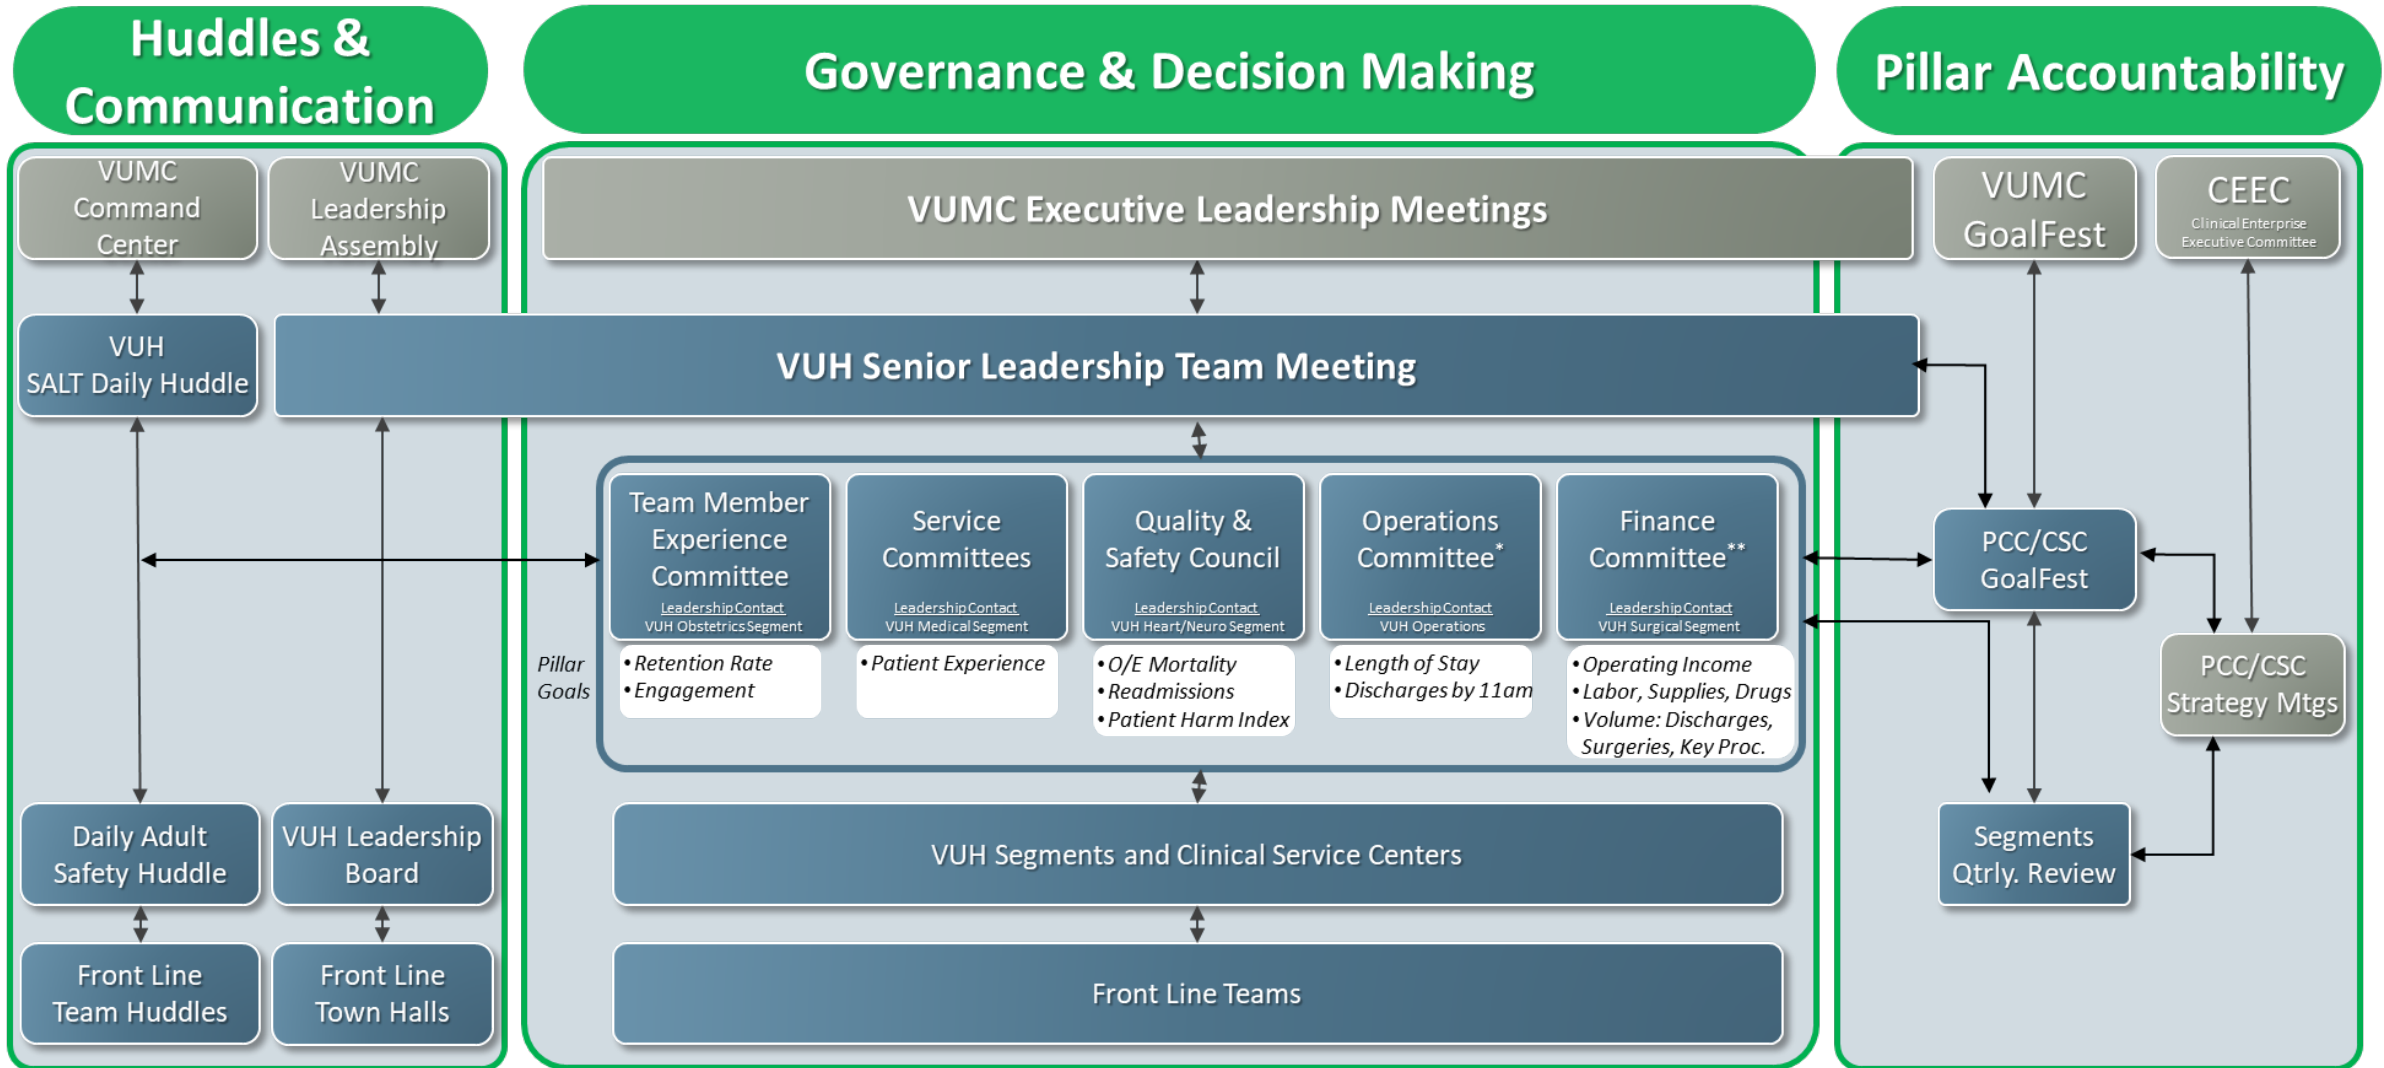 Huddles &
Communication
Governance & Decision Making
Pillar Accountability
VUMC
Command
Center
VUMC
Leadership
Assembly
VUMC Executive Leadership Meetings
VUMC
GoalFest
CEEC
Clinical Enterprise
Executive Committee
VUH
SALT Daily Huddle
VUH Senior Leadership Team Meeting
Team Member
Experience
Committee
Leadership Contact
VUH Obstetrics Segment
Service
Committees
Leadership Contact
VUH Medical Segment
Quality &
Safety Council
Leadership Contact
VUH Heart/Neuro Segment
Operations
Committee*
Leadership Contact
VUH Operations
Finance
Committee**
Leadership Contact
VUH Surgical Segment
PCC/CSC
GoalFest
Pillar
Goals
• Retention Rate
• Engagement
• Patient Experience
• O/E Mortality
• Readmissions
• Patient Harm Index
• Length of Stay
• Discharges by 11am
• Operating Income
• Labor, Supplies, Drugs
• Volume: Discharges,
Surgeries, Key Proc.
PCC/CSC
Strategy Mtgs
Daily Adult
Safety Huddle
VUH Leadership
Board
VUH Segments and Clinical Service Centers
Segments
Qtrly. Review
Front Line
Team Huddles
Front Line
Town Halls
Front Line Teams